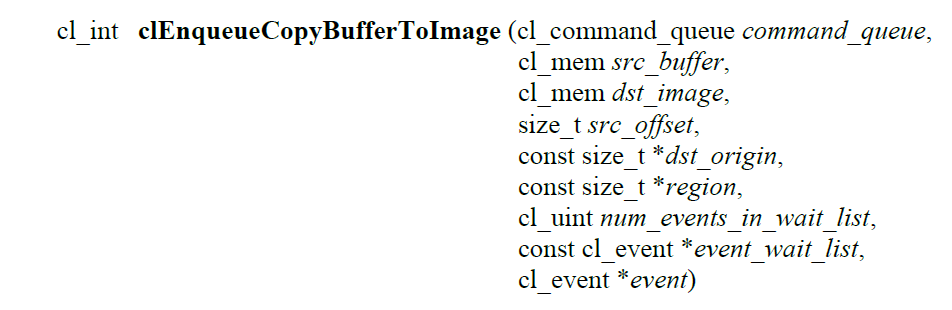 cl_int clEnqueueCopyBufferToImage (cl_command_queue command_queue,
cl_mem src_buffer,
cl_mem dst_image,
size_t src_offset,
const size_t *dst_origin,
const size_t *region,
cl_uint num_events_in_wait_list,
const cl_event *event_wait_list,
cl_event *event)